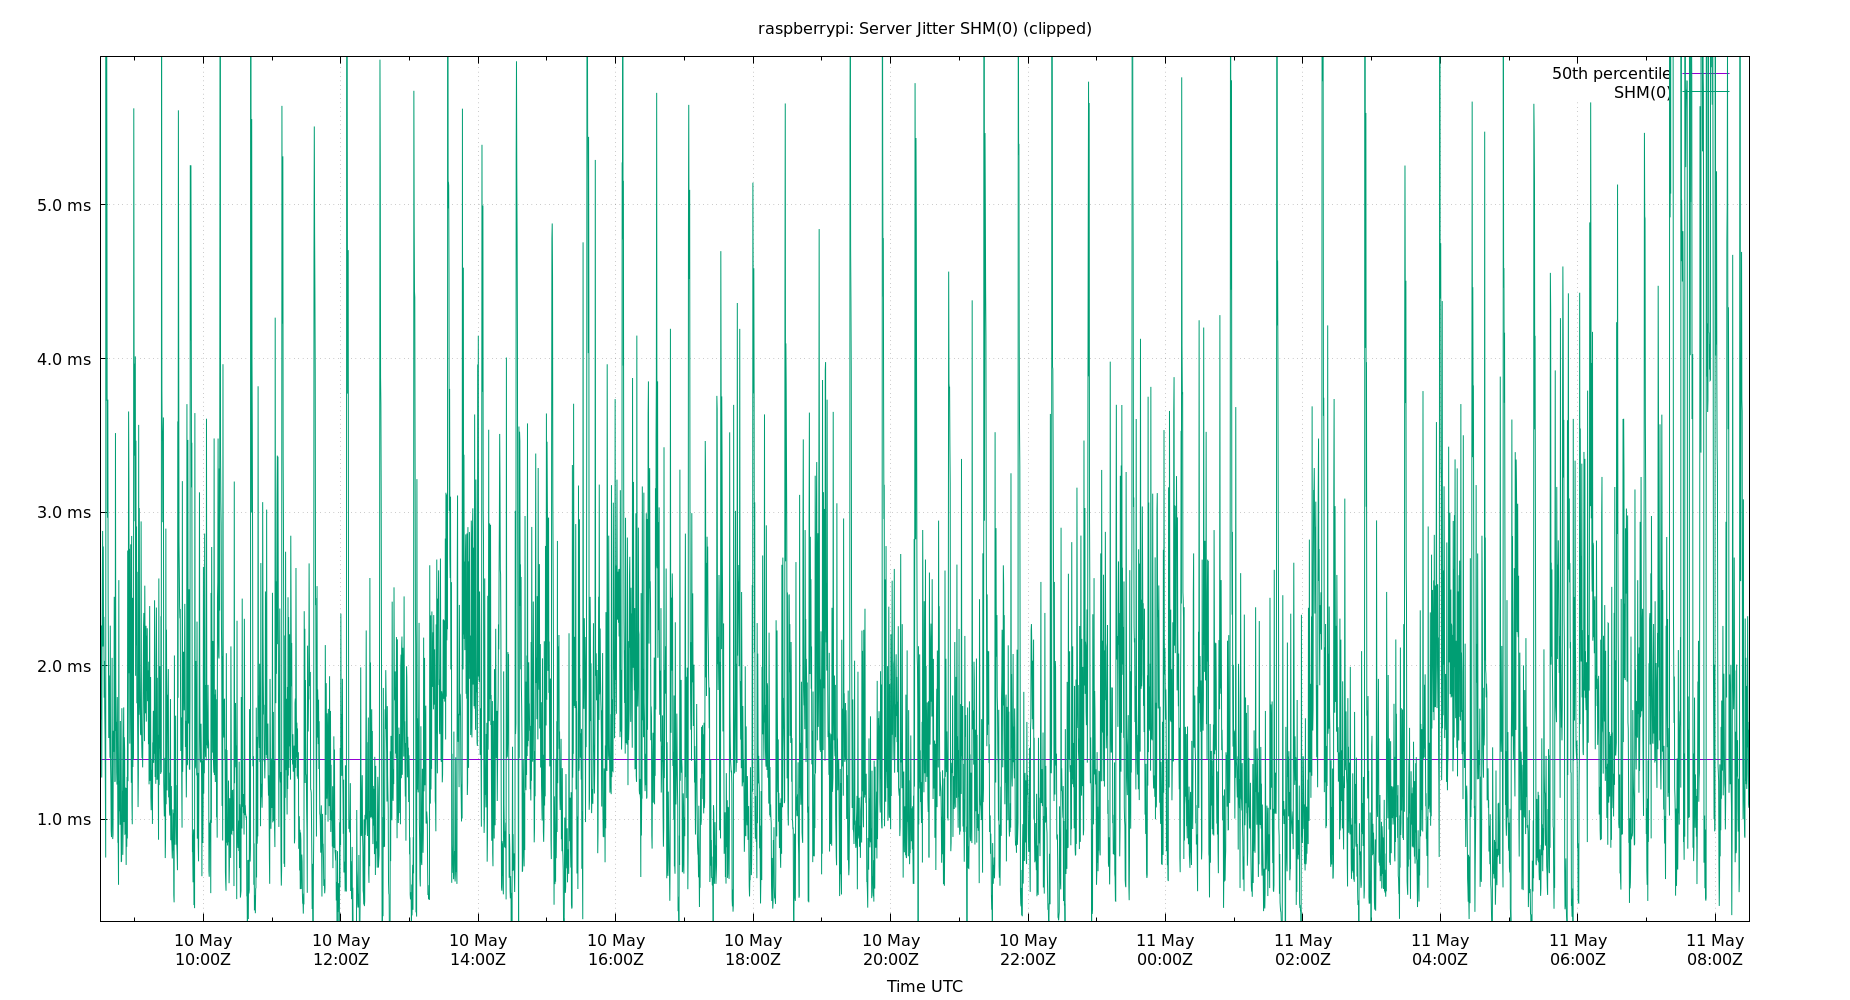 raspberrypi: Server Jitter SHM(0) (clipped)
50th percentile
SHM(0)
5.0 ms
4.0 ms
3.0 ms
2.0 ms
1.0 ms
10 May 10 May 10 May 10 May 10 May 10 May 10 May 11 May 11 May 11 May 11 May 11 May
10:00Z 12:00Z 14:00Z 16:00Z 18:00Z 20:00Z 22:00Z 00:00Z 02:00Z 04:00Z 06:00Z 08:00Z
Time UTC